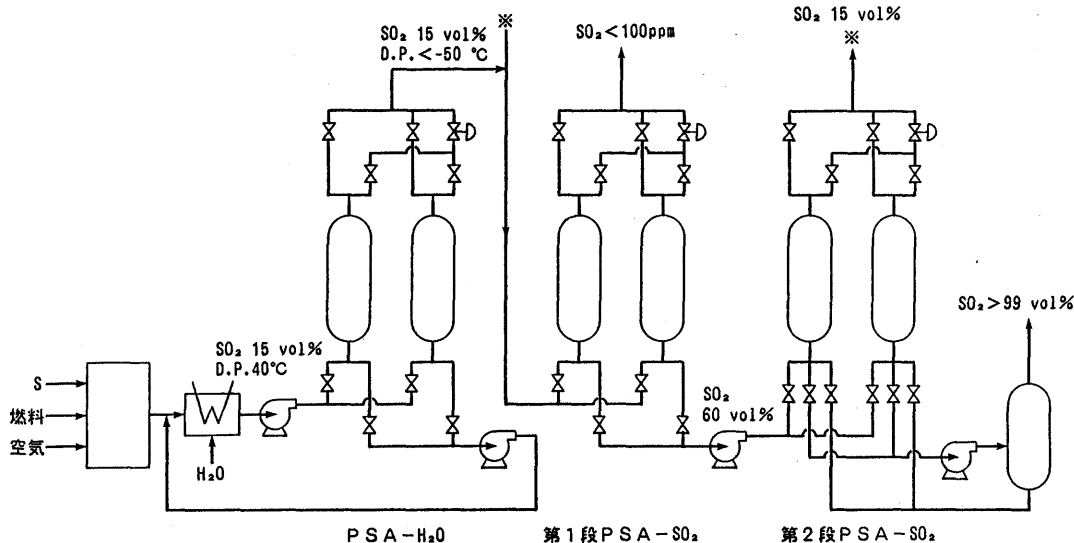 SO₂ 15 vol%
D.P.<-50 ℃
※
SO₂<100ppm
SO₂ 15 vol%
※
SO₂>99 vol%
SO₂ 15 vol%
D.P.40℃
SO₂
60 vol%
S
燃料
空気
H₂O
PSA-H₂O
第1段PSA-SO₂
第2段PSA-SO₂